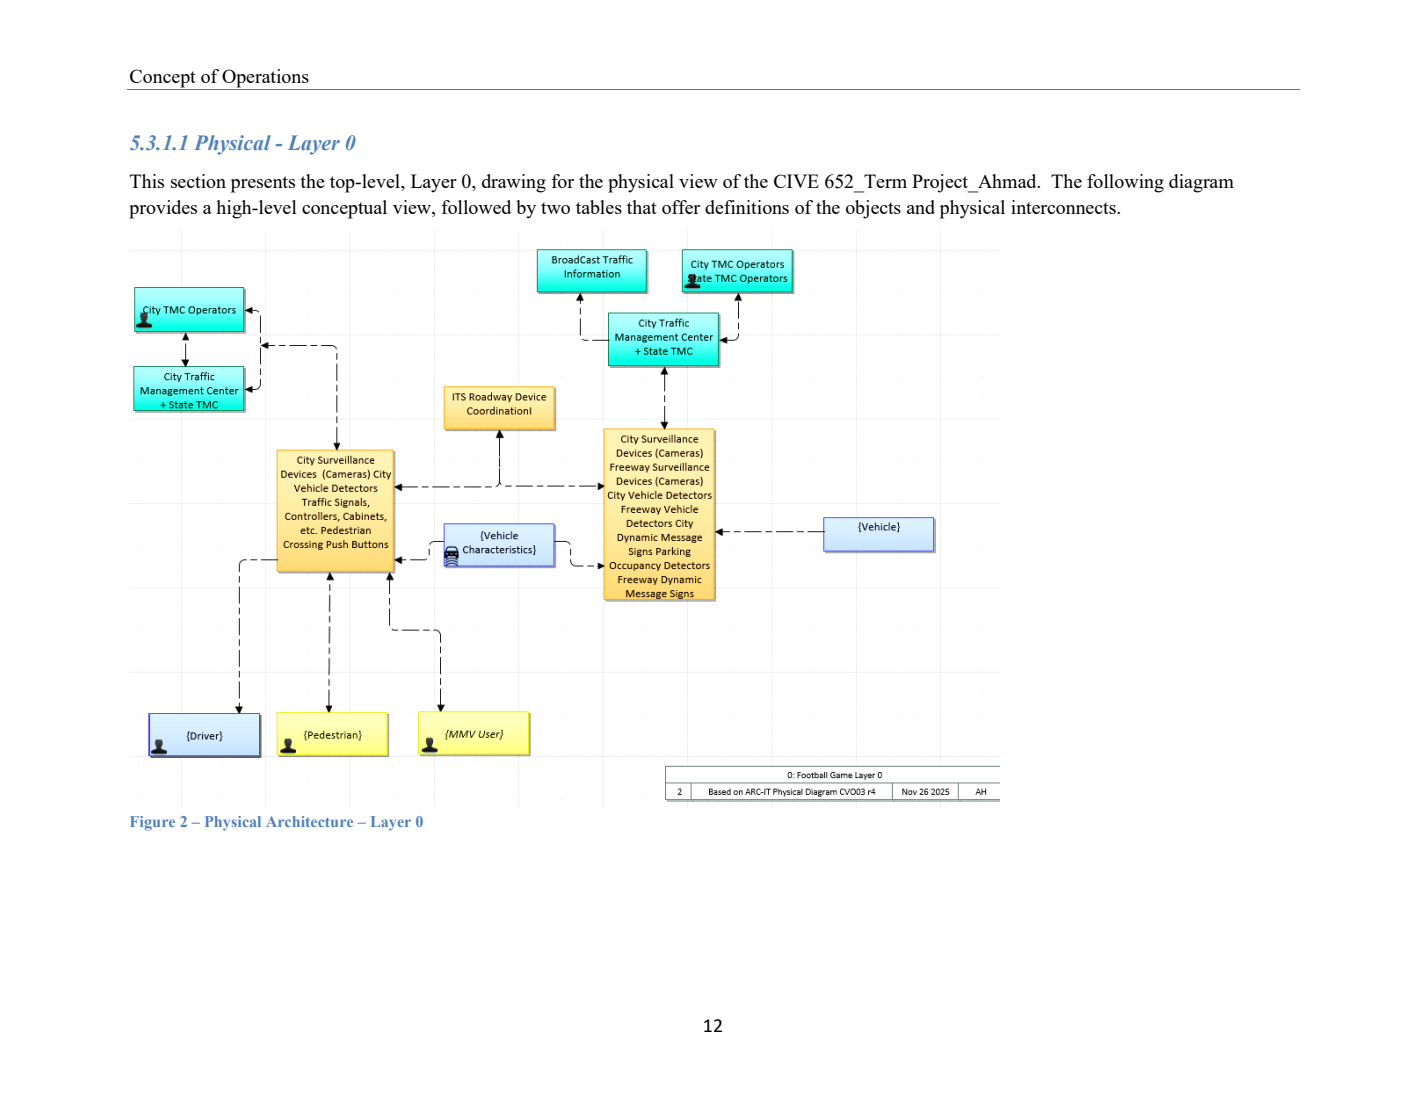 Concept of Operations
5.3.1.1 Physical - Layer 0
This section presents the top-level, Layer 0, drawing for the physical view of the CIVE 652_Term Project_Ahmad.  The following diagram
provides a high-level conceptual view, followed by two tables that offer definitions of the objects and physical interconnects.
BroadCast Traffic
Information
City TMC Operators
State TMC Operators
City TMC Operators
City Traffic
Management Center
+ State TMC
City Traffic
Management Center
+ State TMC
ITS Roadway Device
CoordinationI
City Surveillance
Devices (Cameras) City
Vehicle Detectors
Traffic Signals,
Controllers, Cabinets,
etc. Pedestrian
Crossing Push Buttons
City Surveillance
Devices (Cameras)
Freeway Surveillance
Devices (Cameras)
City Vehicle Detectors
Freeway Vehicle
Detectors City
Dynamic Message
Signs Parking
Occupancy Detectors
Freeway Dynamic
Message Signs
{Vehicle
Characteristics}
{Vehicle}
{Driver}
{Pedestrian}
{MMV User}
0: Football Game Layer 0
2 Based on ARC-IT Physical Diagram CVO03 r4 Nov 26 2025 AH
Figure 2 – Physical Architecture – Layer 0
12